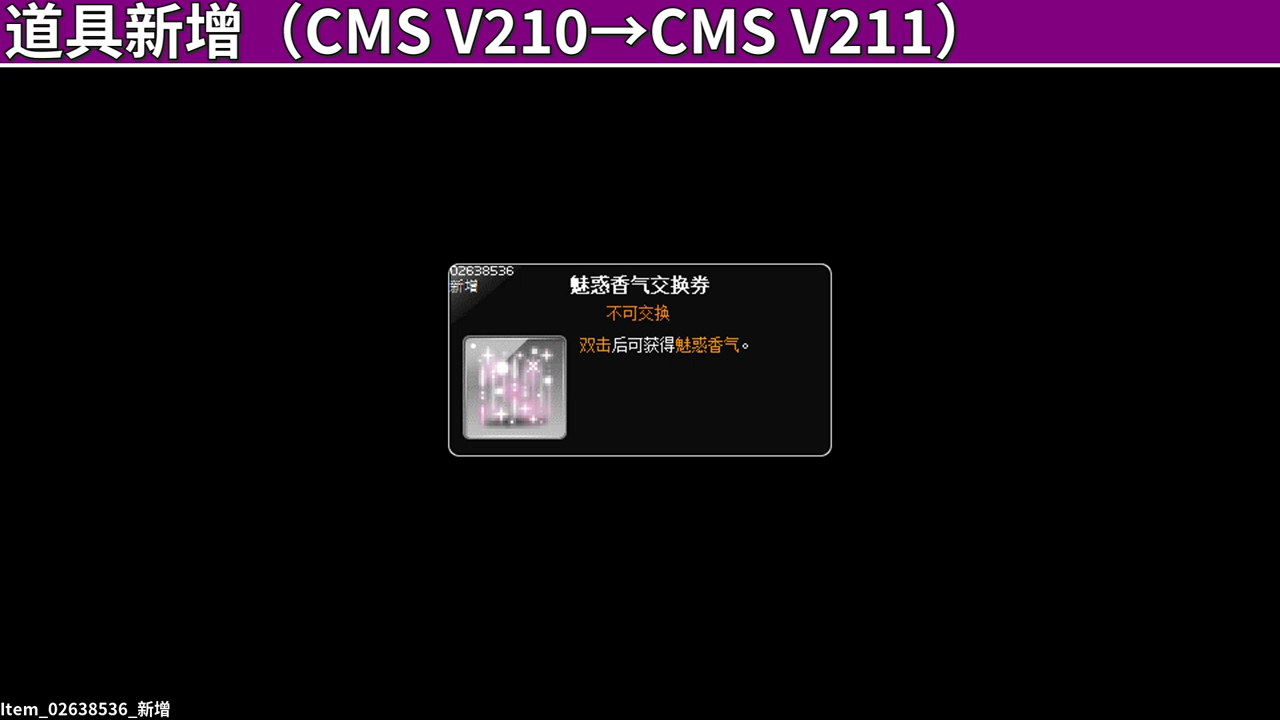 道具新增（CMS V210→CMS V211）
02638536
新增
魅惑香气交换券
不可交换
双击后可获得魅惑香气。
Item_02638536_新增